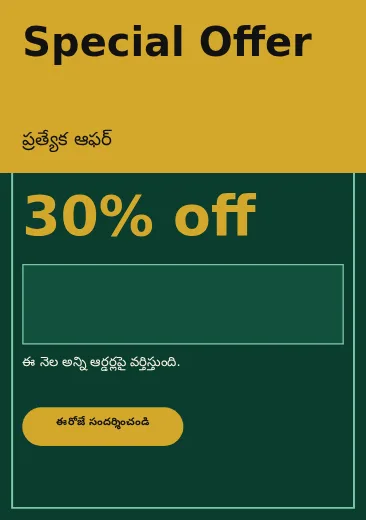 Special Offer
ప్రత్యేక ఆఫర్
30% off
ఈ నెల అన్ని ఆర్డర్లపై వర్తిస్తుంది.
ఈరోజే సందర్శించండి